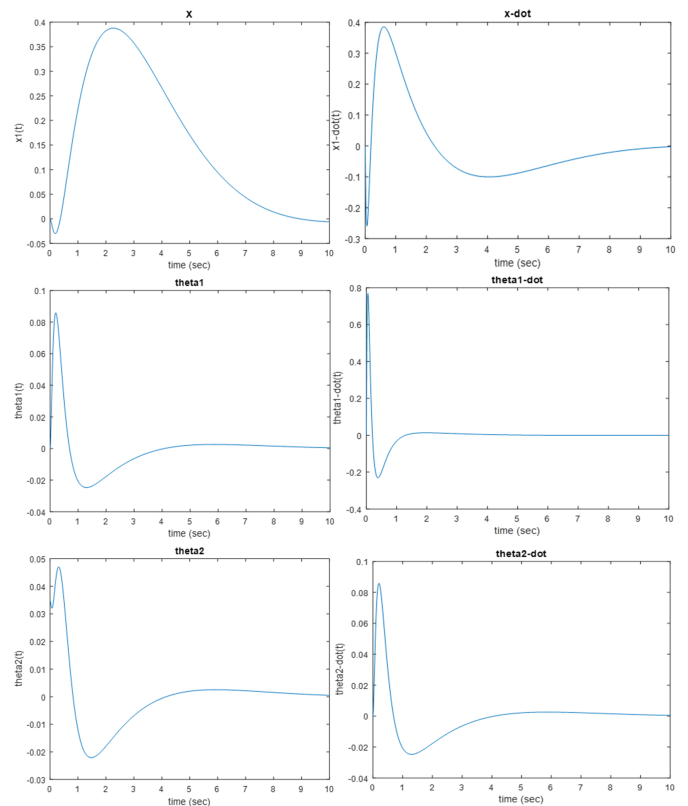 x
0.4
0.35
0.3
0.25
0.2
0.15
0.1
0.05
0
-0.05
x1(t)
0 1 2 3 4 5 6 7 8 9 10
time (sec)
x-dot
0.4
0.3
0.2
0.1
0
-0.1
-0.2
-0.3
x1-dot(t)
0 1 2 3 4 5 6 7 8 9 10
time (sec)
theta1
0.1
0.08
0.06
0.04
0.02
0
-0.02
-0.04
theta1(t)
0 1 2 3 4 5 6 7 8 9 10
time (sec)
theta1-dot
0.8
0.6
0.4
0.2
0
-0.2
-0.4
theta1-dot(t)
0 1 2 3 4 5 6 7 8 9 10
time (sec)
theta2
0.05
0.04
0.03
0.02
0.01
0
-0.01
-0.02
-0.03
theta2(t)
0 1 2 3 4 5 6 7 8 9 10
time (sec)
theta2-dot
0.1
0.08
0.06
0.04
0.02
0
-0.02
-0.04
theta2-dot(t)
0 1 2 3 4 5 6 7 8 9 10
time (sec)